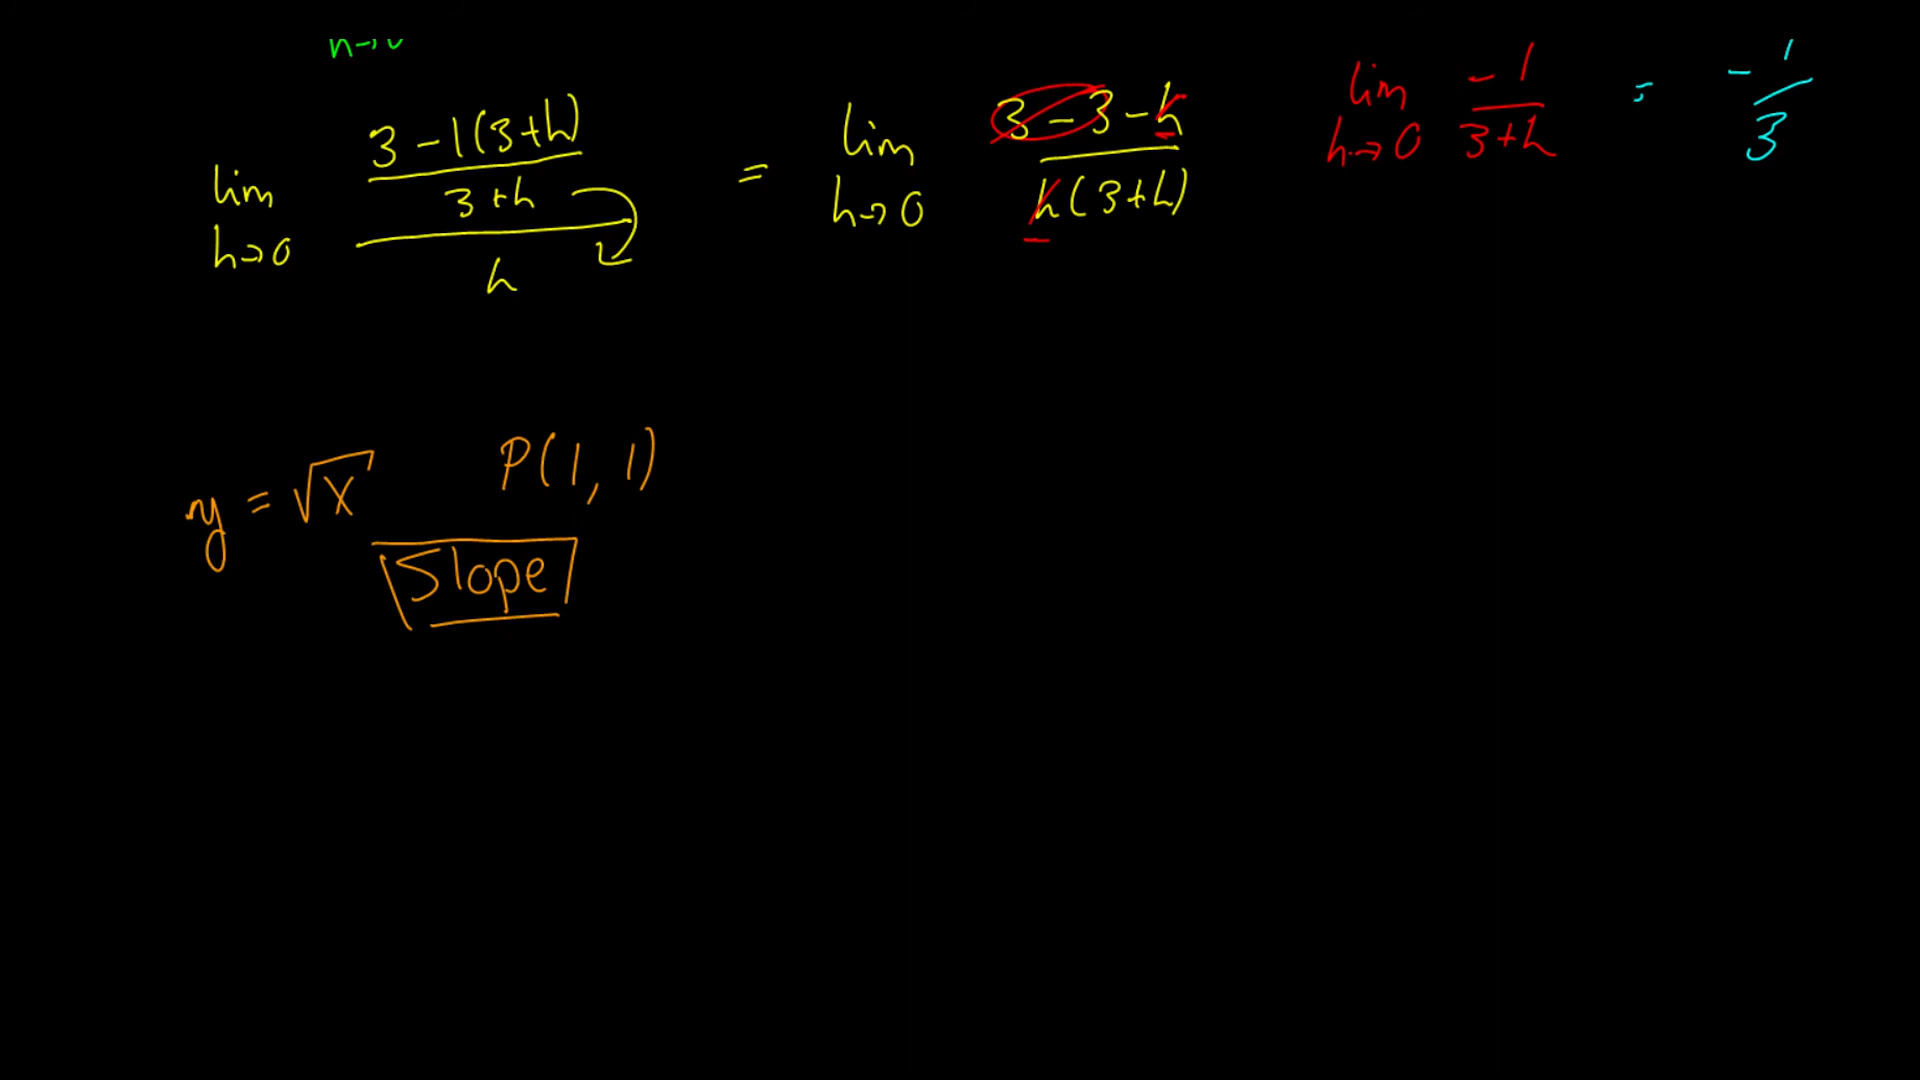 h→0
lim h→0 (3 - 1(3+h))/(3+h) / h = lim h→0 (3 - 3 - h)/(h(3+h)) lim h→0 -1/(3+h) = -1/3
y = √x P(1, 1)
Slope